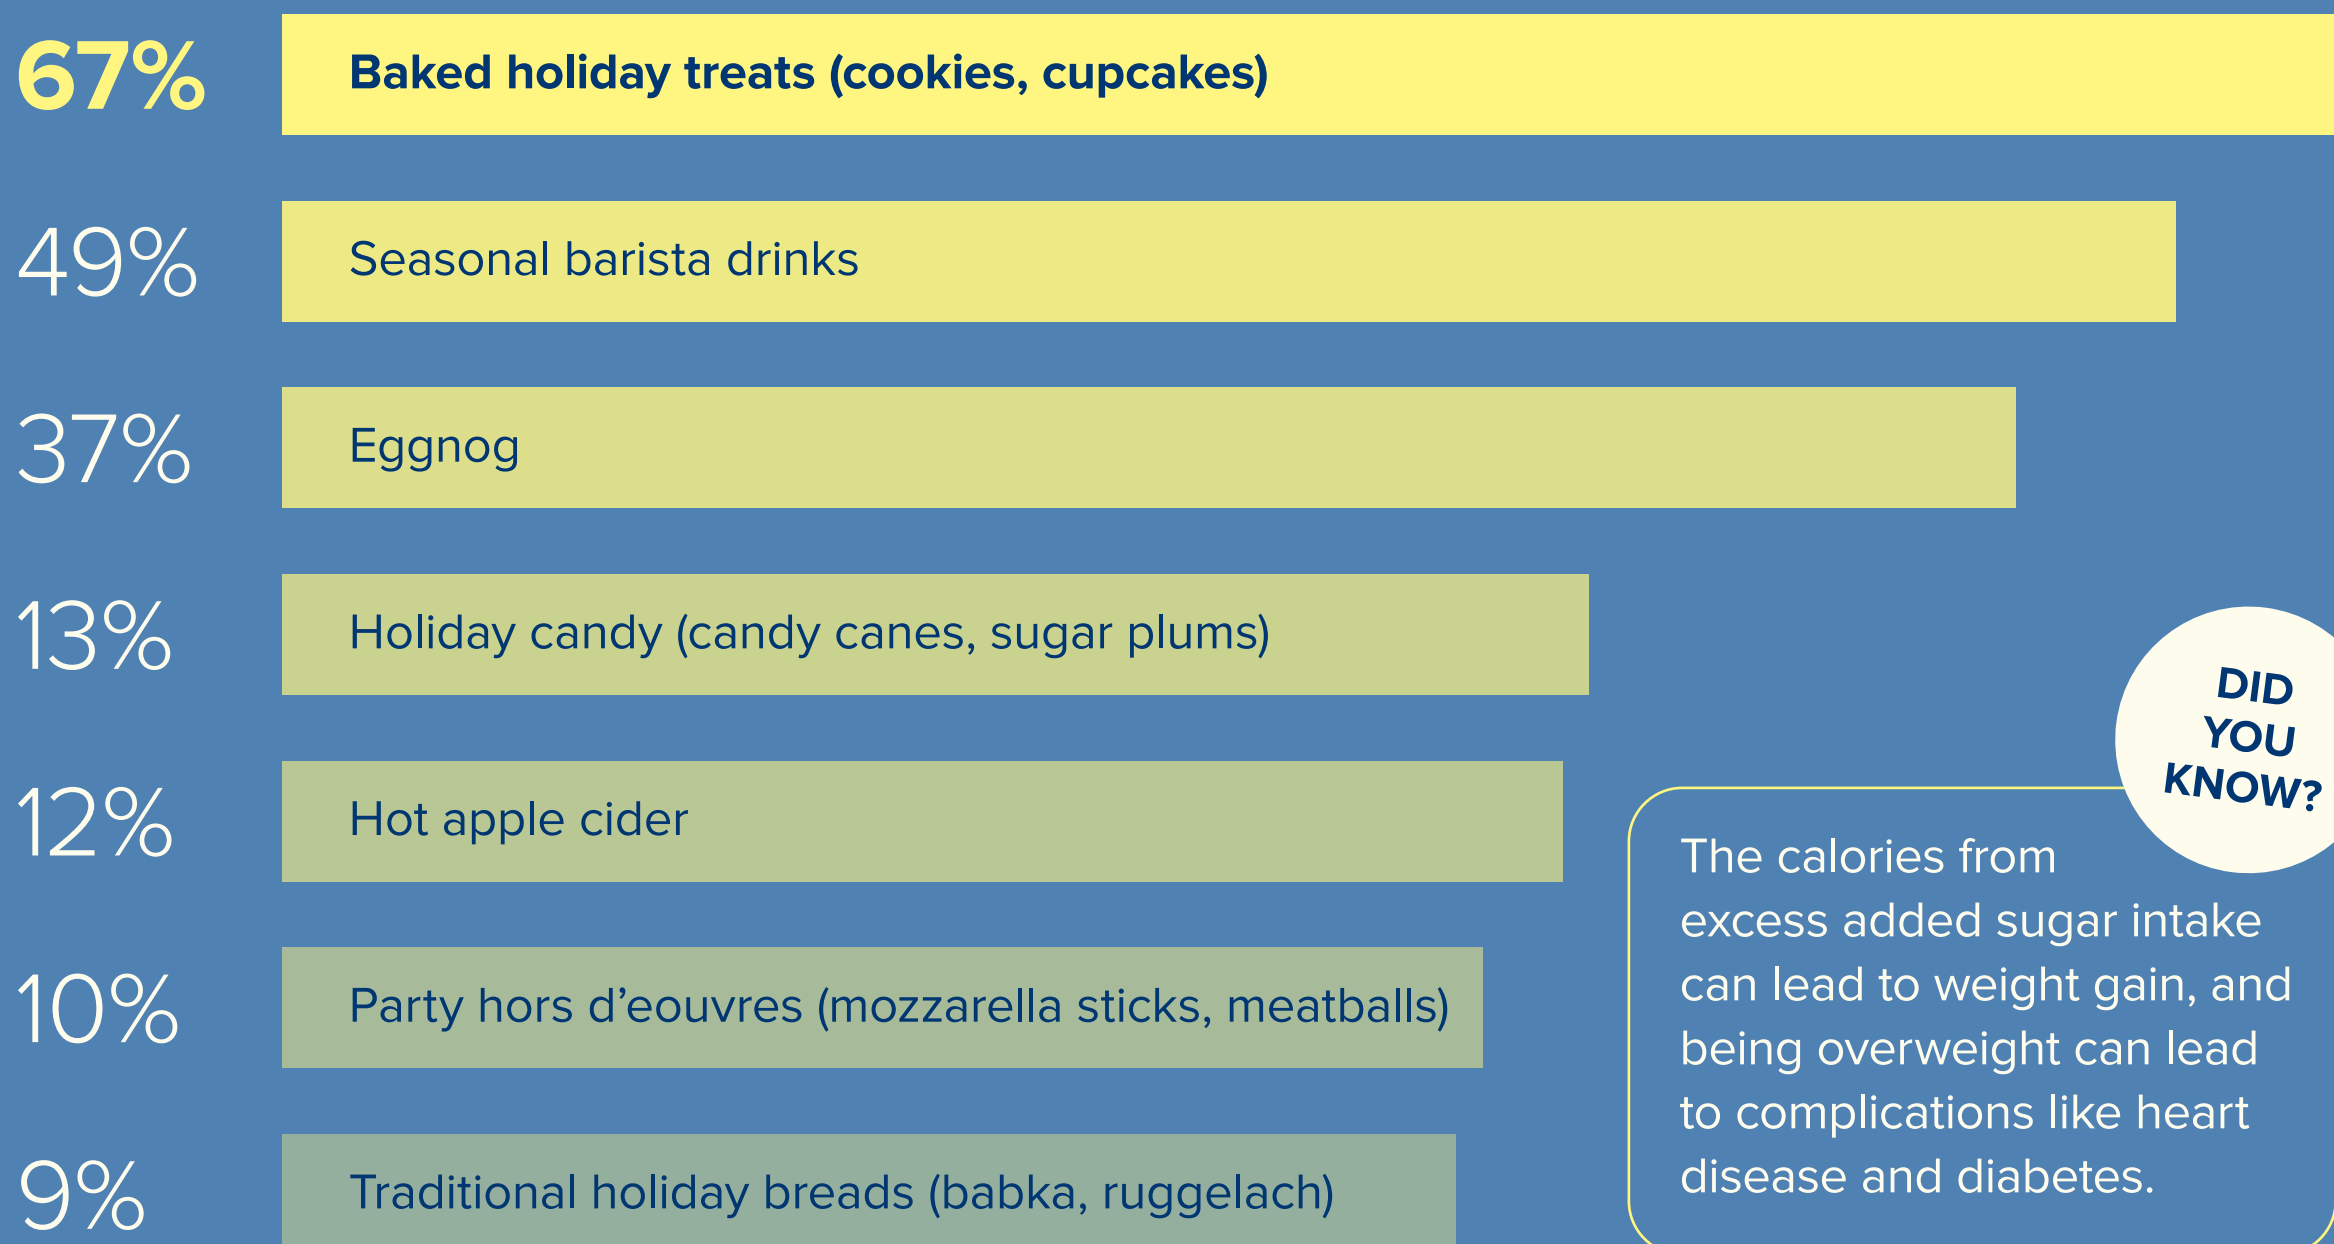 67%
Baked holiday treats (cookies, cupcakes)
49%
Seasonal barista drinks
37%
Eggnog
13%
Holiday candy (candy canes, sugar plums)
12%
Hot apple cider
10%
Party hors d’eouvres (mozzarella sticks, meatballs)
9%
Traditional holiday breads (babka, ruggelach)
DID
YOU
KNOW?
The calories from
excess added sugar intake
can lead to weight gain, and
being overweight can lead
to complications like heart
disease and diabetes.